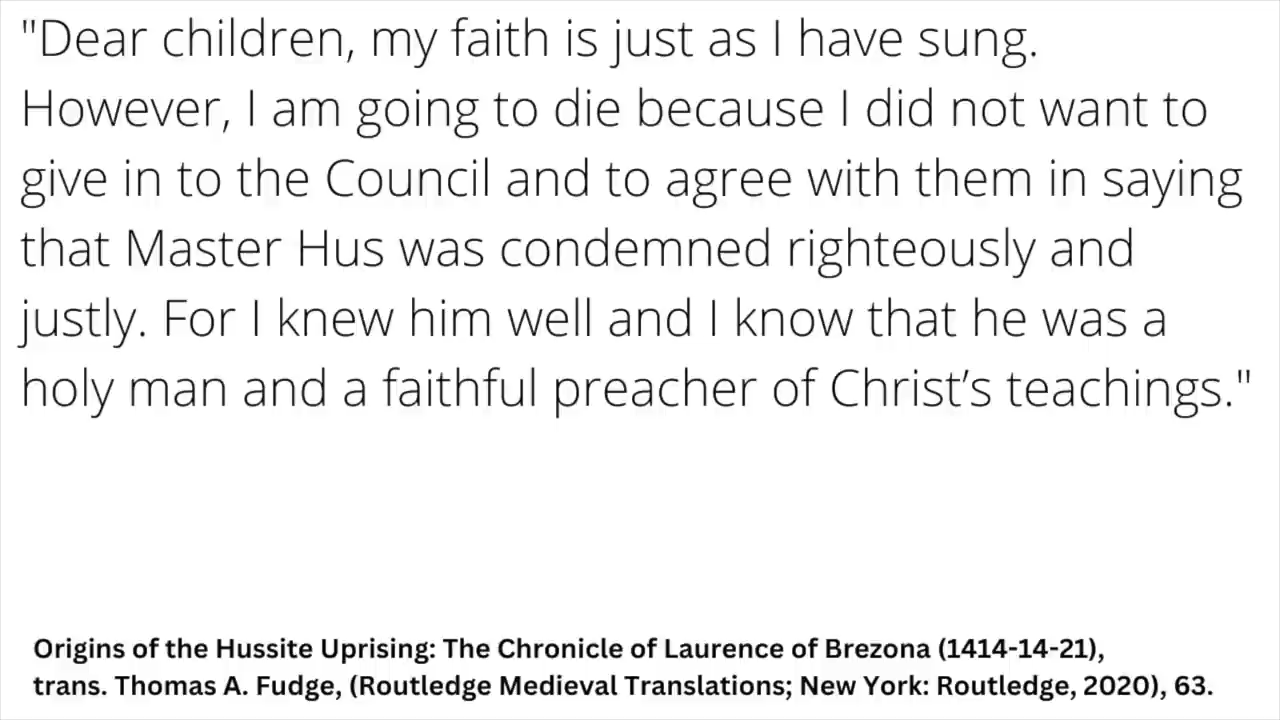 "Dear children, my faith is just as I have sung.
However, I am going to die because I did not want to
give in to the Council and to agree with them in saying
that Master Hus was condemned righteously and
justly. For I knew him well and I know that he was a
holy man and a faithful preacher of Christ’s teachings."
Origins of the Hussite Uprising: The Chronicle of Laurence of Brezona (1414-14-21),
trans. Thomas A. Fudge, (Routledge Medieval Translations; New York: Routledge, 2020), 63.